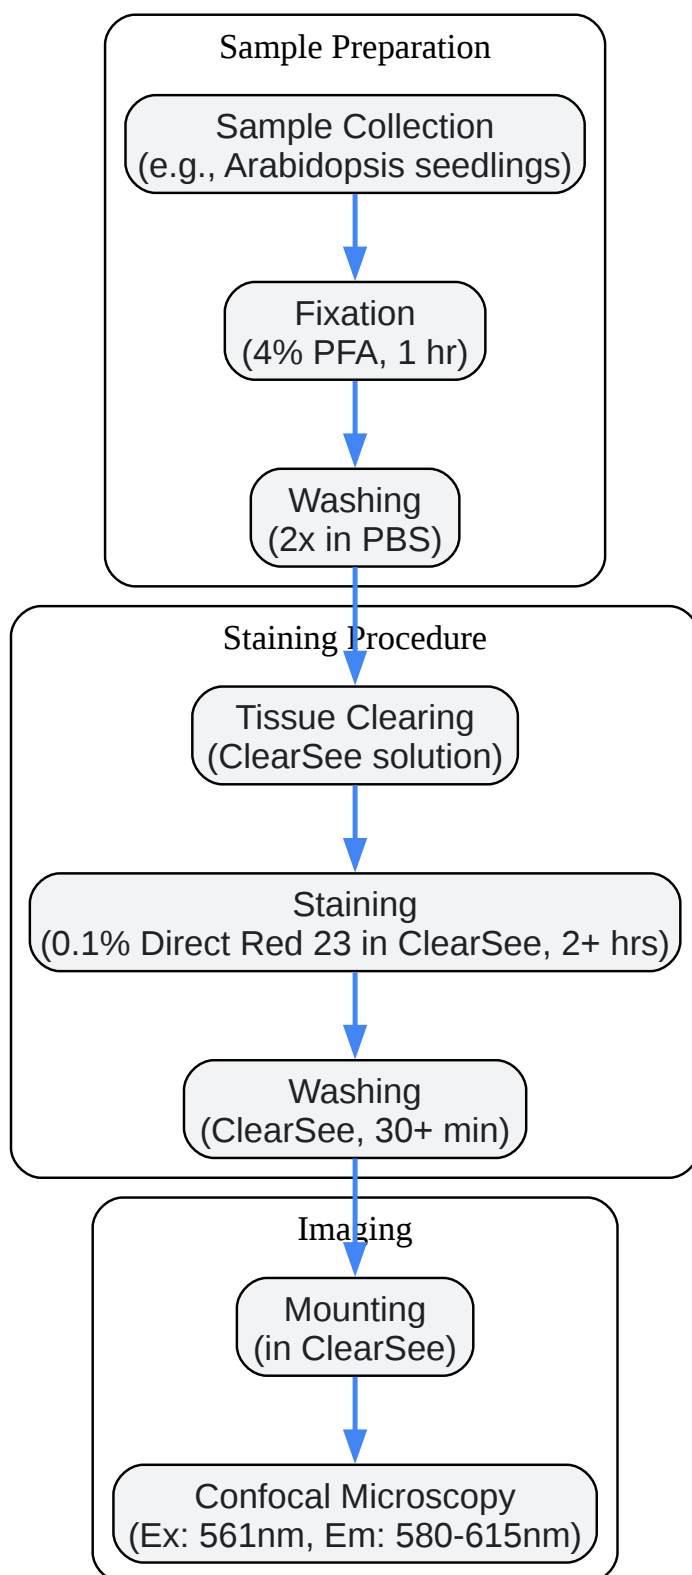 Sample Preparation
Sample Collection
(e.g., Arabidopsis seedlings)
Fixation
(4% PFA, 1 hr)
Washing
(2x in PBS)
Staining Procedure
Tissue Clearing
(ClearSee solution)
Staining
(0.1% Direct Red 23 in ClearSee, 2+ hrs)
Washing
(ClearSee, 30+ min)
Imaging
Mounting
(in ClearSee)
Confocal Microscopy
(Ex: 561nm, Em: 580-615nm)